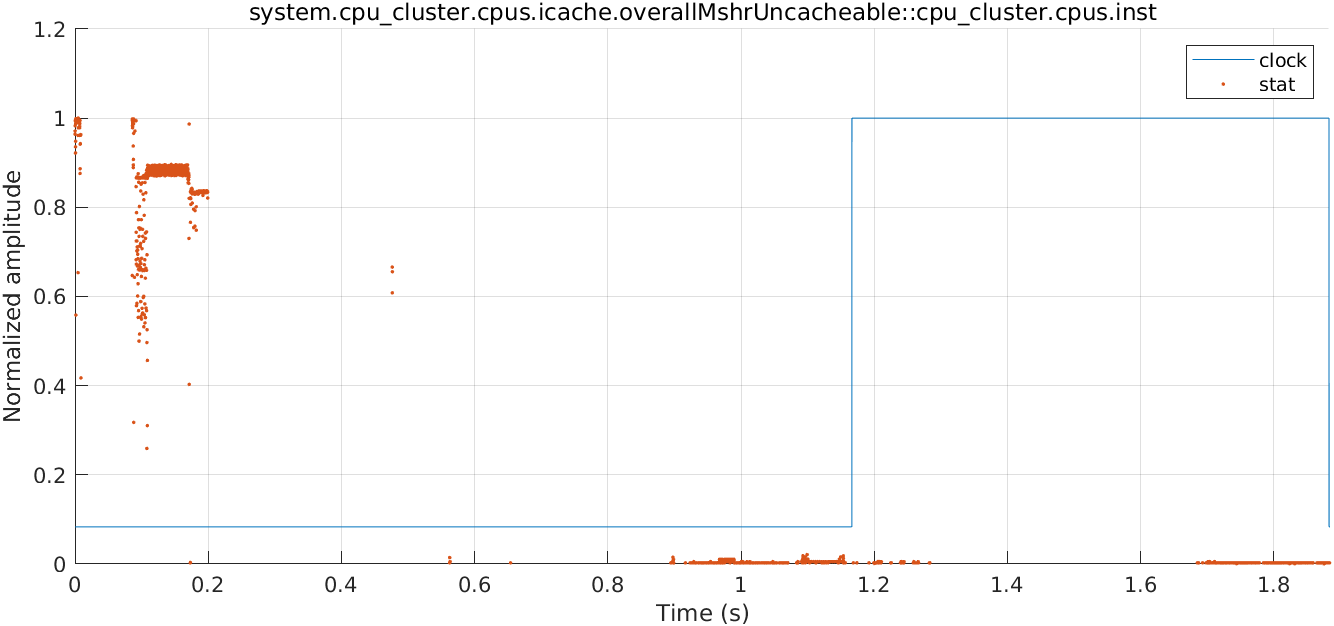 system.cpu_cluster.cpus.icache.overallMshrUncacheable::cpu_cluster.cpus.inst
1.2
1
0.8
0.6
0.4
0.2
0
Normalized amplitude
clock
stat
0 0.2 0.4 0.6 0.8 1 1.2 1.4 1.6 1.8
Time (s)